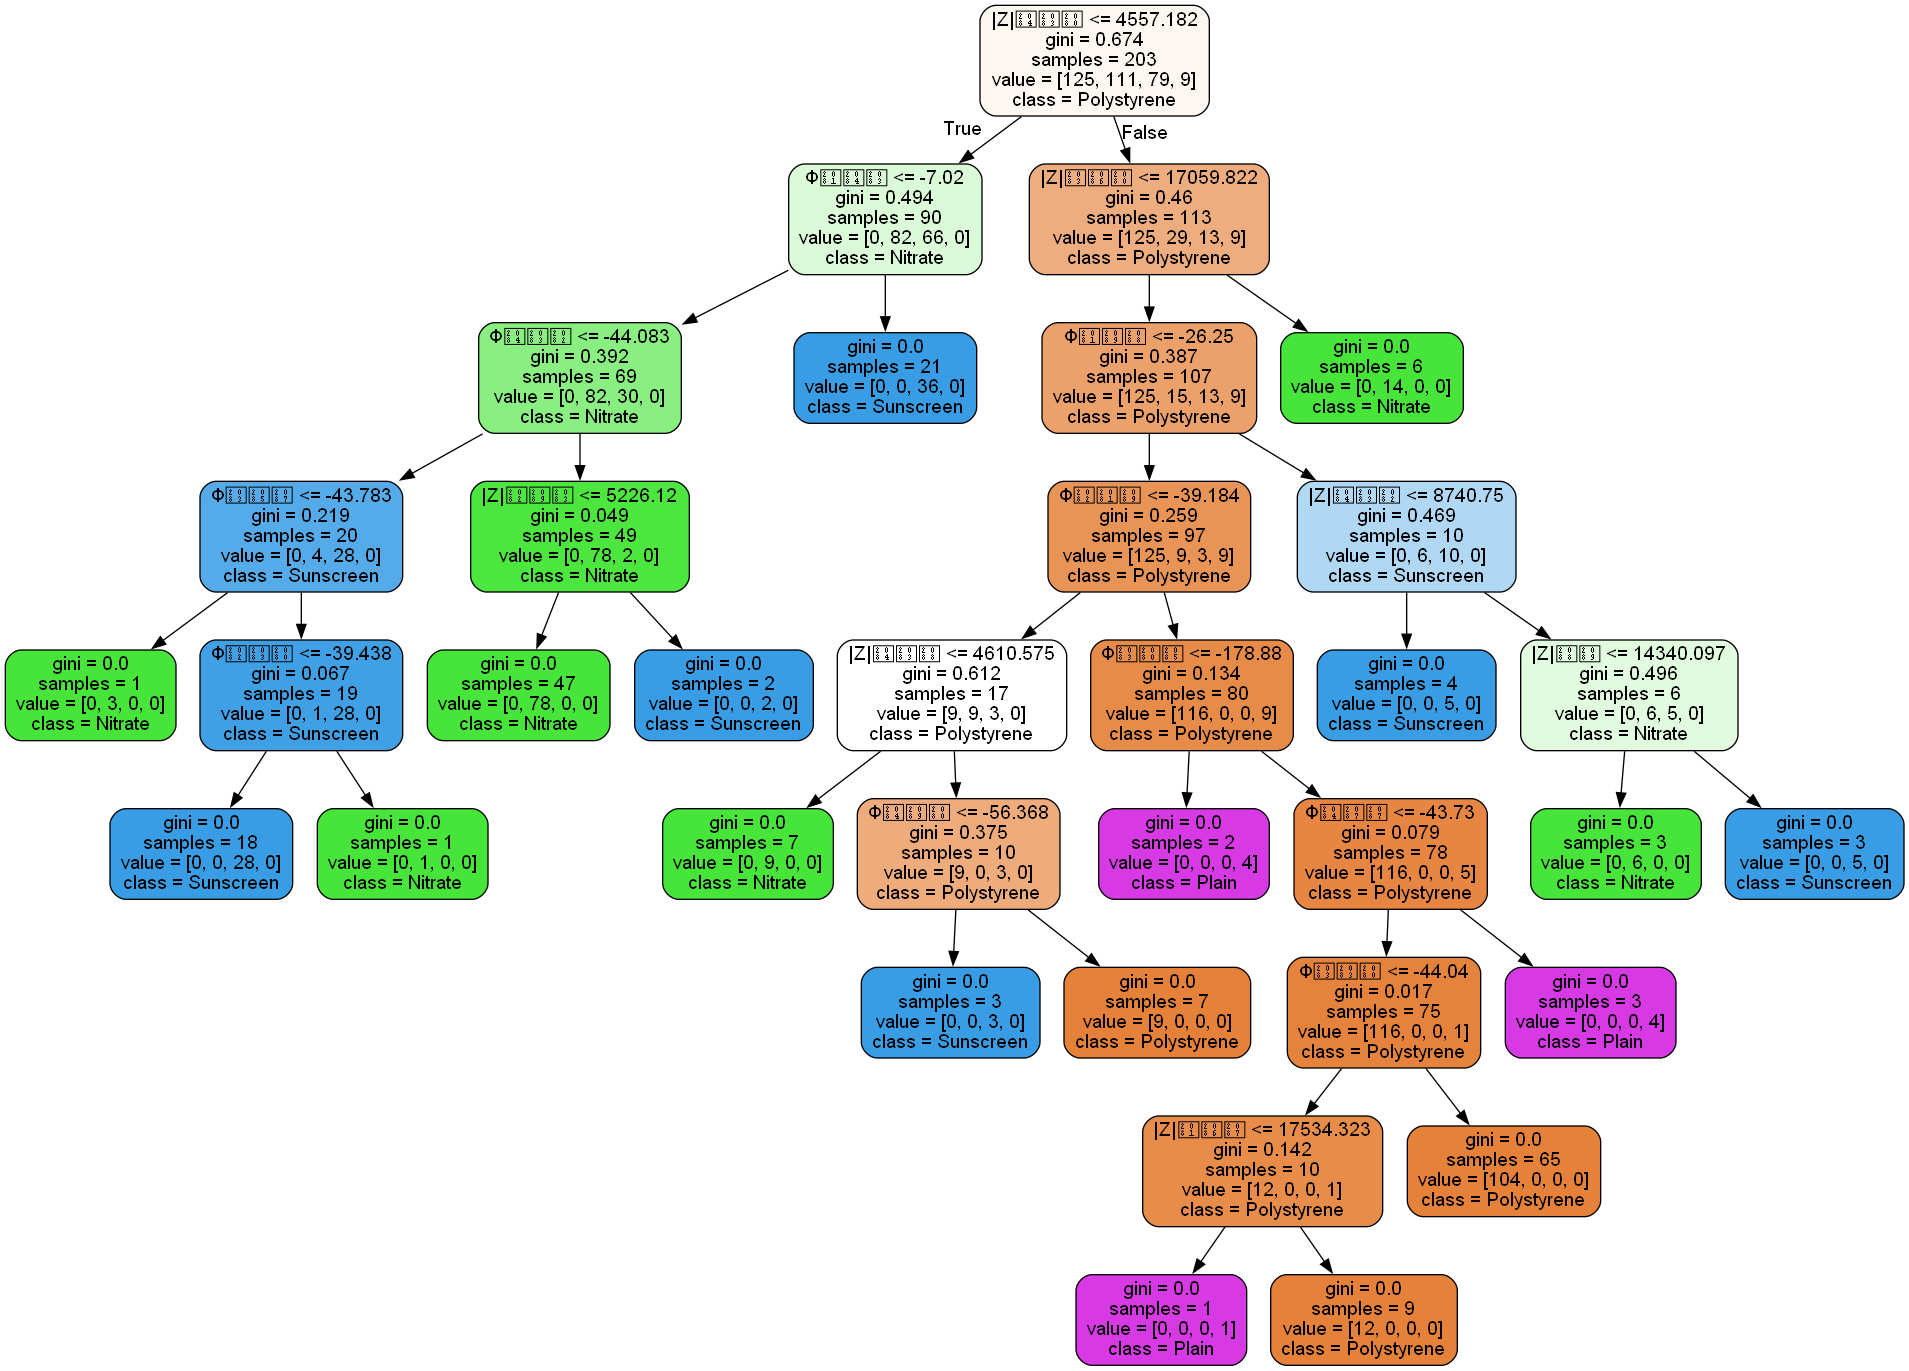 |Z| <= 4557.182
gini = 0.674
samples = 203
value = [125, 111, 79, 9]
class = Polystyrene
True
False
Φ <= -7.02
gini = 0.494
samples = 90
value = [0, 82, 66, 0]
class = Nitrate
|Z| <= 17059.822
gini = 0.46
samples = 113
value = [125, 29, 13, 9]
class = Polystyrene
Φ <= -44.083
gini = 0.392
samples = 69
value = [0, 82, 30, 0]
class = Nitrate
gini = 0.0
samples = 21
value = [0, 0, 36, 0]
class = Sunscreen
Φ <= -26.25
gini = 0.387
samples = 107
value = [125, 15, 13, 9]
class = Polystyrene
gini = 0.0
samples = 6
value = [0, 14, 0, 0]
class = Nitrate
Φ <= -43.783
gini = 0.219
samples = 20
value = [0, 4, 28, 0]
class = Sunscreen
|Z| <= 5226.12
gini = 0.049
samples = 49
value = [0, 78, 2, 0]
class = Nitrate
Φ <= -39.184
gini = 0.259
samples = 97
value = [125, 9, 3, 9]
class = Polystyrene
|Z| <= 8740.75
gini = 0.469
samples = 10
value = [0, 6, 10, 0]
class = Sunscreen
gini = 0.0
samples = 1
value = [0, 3, 0, 0]
class = Nitrate
Φ <= -39.438
gini = 0.067
samples = 19
value = [0, 1, 28, 0]
class = Sunscreen
gini = 0.0
samples = 47
value = [0, 78, 0, 0]
class = Nitrate
gini = 0.0
samples = 2
value = [0, 0, 2, 0]
class = Sunscreen
|Z| <= 4610.575
gini = 0.612
samples = 17
value = [9, 9, 3, 0]
class = Polystyrene
Φ <= -178.88
gini = 0.134
samples = 80
value = [116, 0, 0, 9]
class = Polystyrene
gini = 0.0
samples = 4
value = [0, 0, 5, 0]
class = Sunscreen
|Z| <= 14340.097
gini = 0.496
samples = 6
value = [0, 6, 5, 0]
class = Nitrate
gini = 0.0
samples = 18
value = [0, 0, 28, 0]
class = Sunscreen
gini = 0.0
samples = 1
value = [0, 1, 0, 0]
class = Nitrate
gini = 0.0
samples = 7
value = [0, 9, 0, 0]
class = Nitrate
Φ <= -56.368
gini = 0.375
samples = 10
value = [9, 0, 3, 0]
class = Polystyrene
gini = 0.0
samples = 2
value = [0, 0, 0, 4]
class = Plain
Φ <= -43.73
gini = 0.079
samples = 78
value = [116, 0, 0, 5]
class = Polystyrene
gini = 0.0
samples = 3
value = [0, 6, 0, 0]
class = Nitrate
gini = 0.0
samples = 3
value = [0, 0, 5, 0]
class = Sunscreen
gini = 0.0
samples = 3
value = [0, 0, 3, 0]
class = Sunscreen
gini = 0.0
samples = 7
value = [9, 0, 0, 0]
class = Polystyrene
Φ <= -44.04
gini = 0.017
samples = 75
value = [116, 0, 0, 1]
class = Polystyrene
gini = 0.0
samples = 3
value = [0, 0, 0, 4]
class = Plain
|Z| <= 17534.323
gini = 0.142
samples = 10
value = [12, 0, 0, 1]
class = Polystyrene
gini = 0.0
samples = 65
value = [104, 0, 0, 0]
class = Polystyrene
gini = 0.0
samples = 1
value = [0, 0, 0, 1]
class = Plain
gini = 0.0
samples = 9
value = [12, 0, 0, 0]
class = Polystyrene